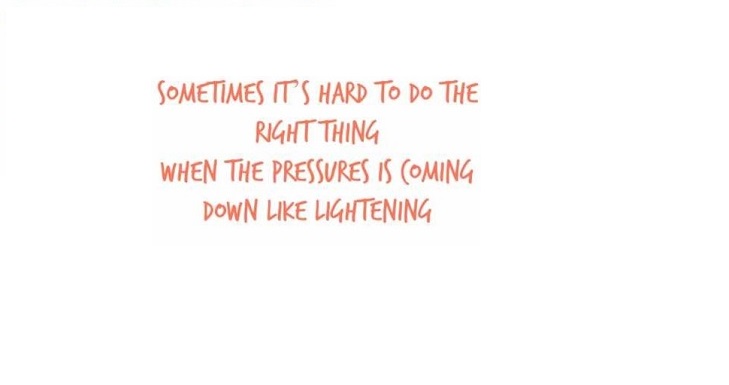 SOMETIMES IT'S HARD TO DO THE
RIGHT THING
WHEN THE PRESSURES IS COMING
DOWN LIKE LIGHTENING